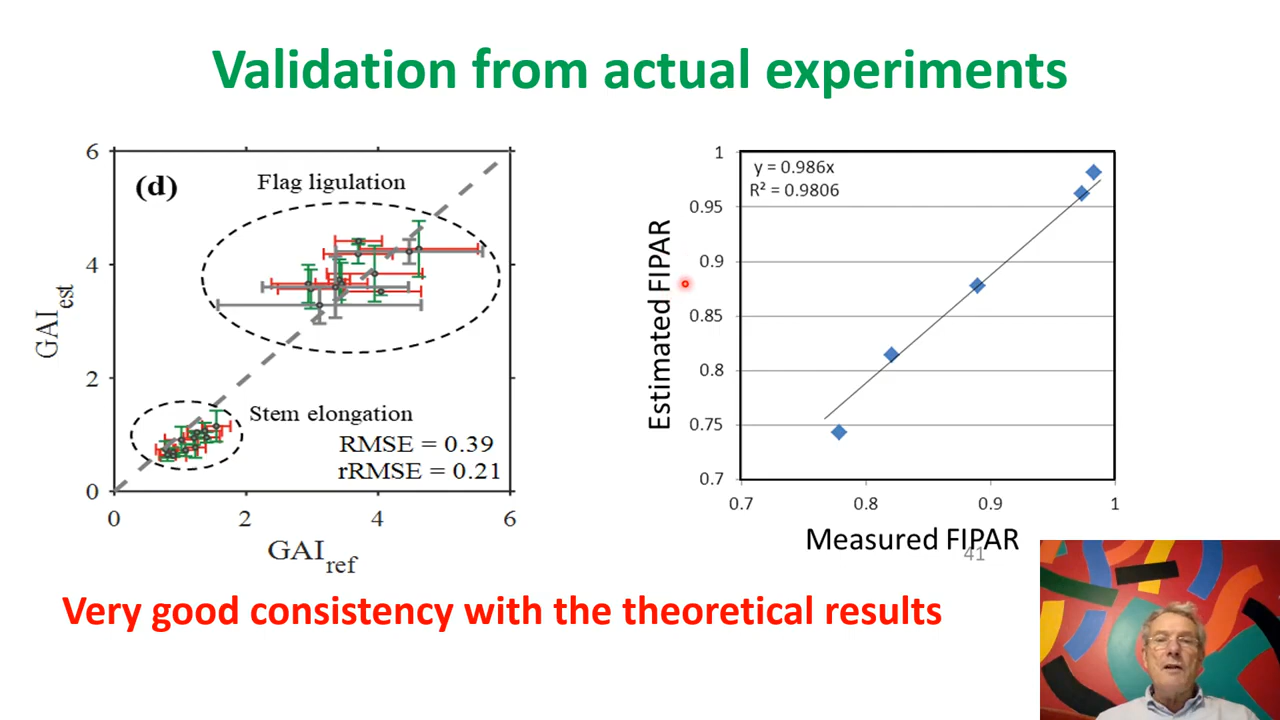 Validation from actual experiments
6
4
2
0
0
2
4
6
(d)
Flag ligulation
Stem elongation
RMSE = 0.39
rRMSE = 0.21
GAIest
GAIref
1
0.95
0.9
0.85
0.8
0.75
0.7
0.7
0.8
0.9
1
y = 0.986x
R² = 0.9806
Estimated FIPAR
Measured FIPAR
41
Very good consistency with the theoretical results